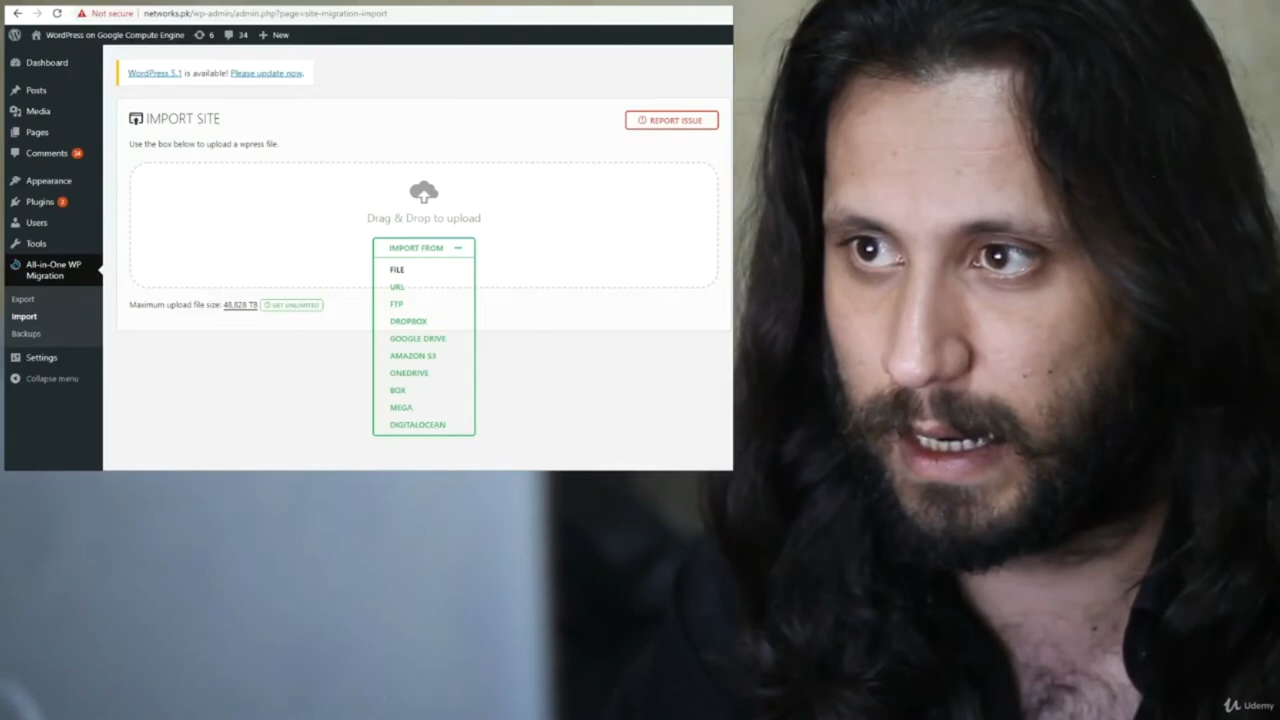 Not secure networks.pk/wp-admin/admin.php?page=site-migration-import
WordPress on Google Compute Engine 6 34 New
Dashboard
Posts
Media
Pages
Comments 34
Appearance
Plugins 2
Users
Tools
All-in-One WP
Migration
Export
Import
Backups
Settings
Collapse menu
WordPress 5.1 is available! Please update now.
IMPORT SITE
REPORT ISSUE
Use the box below to upload a wpress file.
Drag & Drop to upload
IMPORT FROM
FILE
URL
FTP
DROPBOX
GOOGLE DRIVE
AMAZON S3
ONEDRIVE
BOX
MEGA
DIGITALOCEAN
Maximum upload file size: 48,828 TB GET UNLIMITED
Udemy